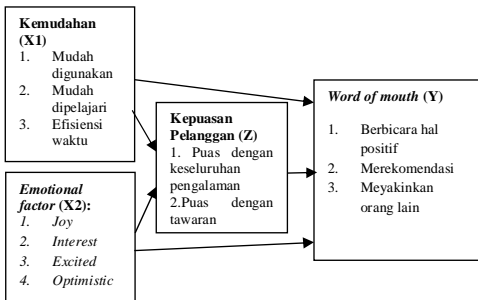 Kemudahan
(X1)
1. Mudah
digunakan
2. Mudah
dipelajari
3. Efisiensi
waktu
Emotional
factor (X2):
1. Joy
2. Interest
3. Excited
4. Optimistic
Kepuasan
Pelanggan (Z)
1. Puas dengan
keseluruhan
pengalaman
2.Puas dengan
tawaran
Word of mouth (Y)
1. Berbicara hal
positif
2. Merekomendasi
3. Meyakinkan
orang lain